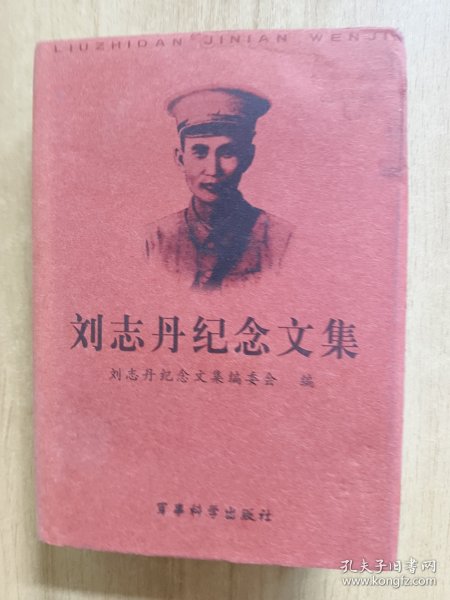 LIUZHIDAN JINIAN WENJI
刘志丹纪念文集
刘志丹纪念文集编委会 编
军事科学出版社
孔夫子旧书网
www.kongfz.com